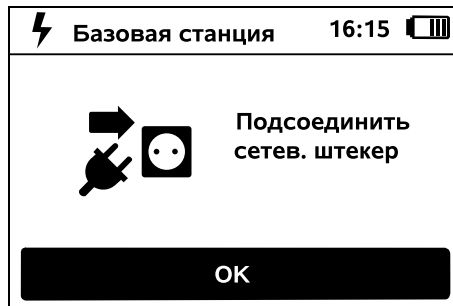 Базовая станция 16:15
Подсоединить
сетев. штекер
OK